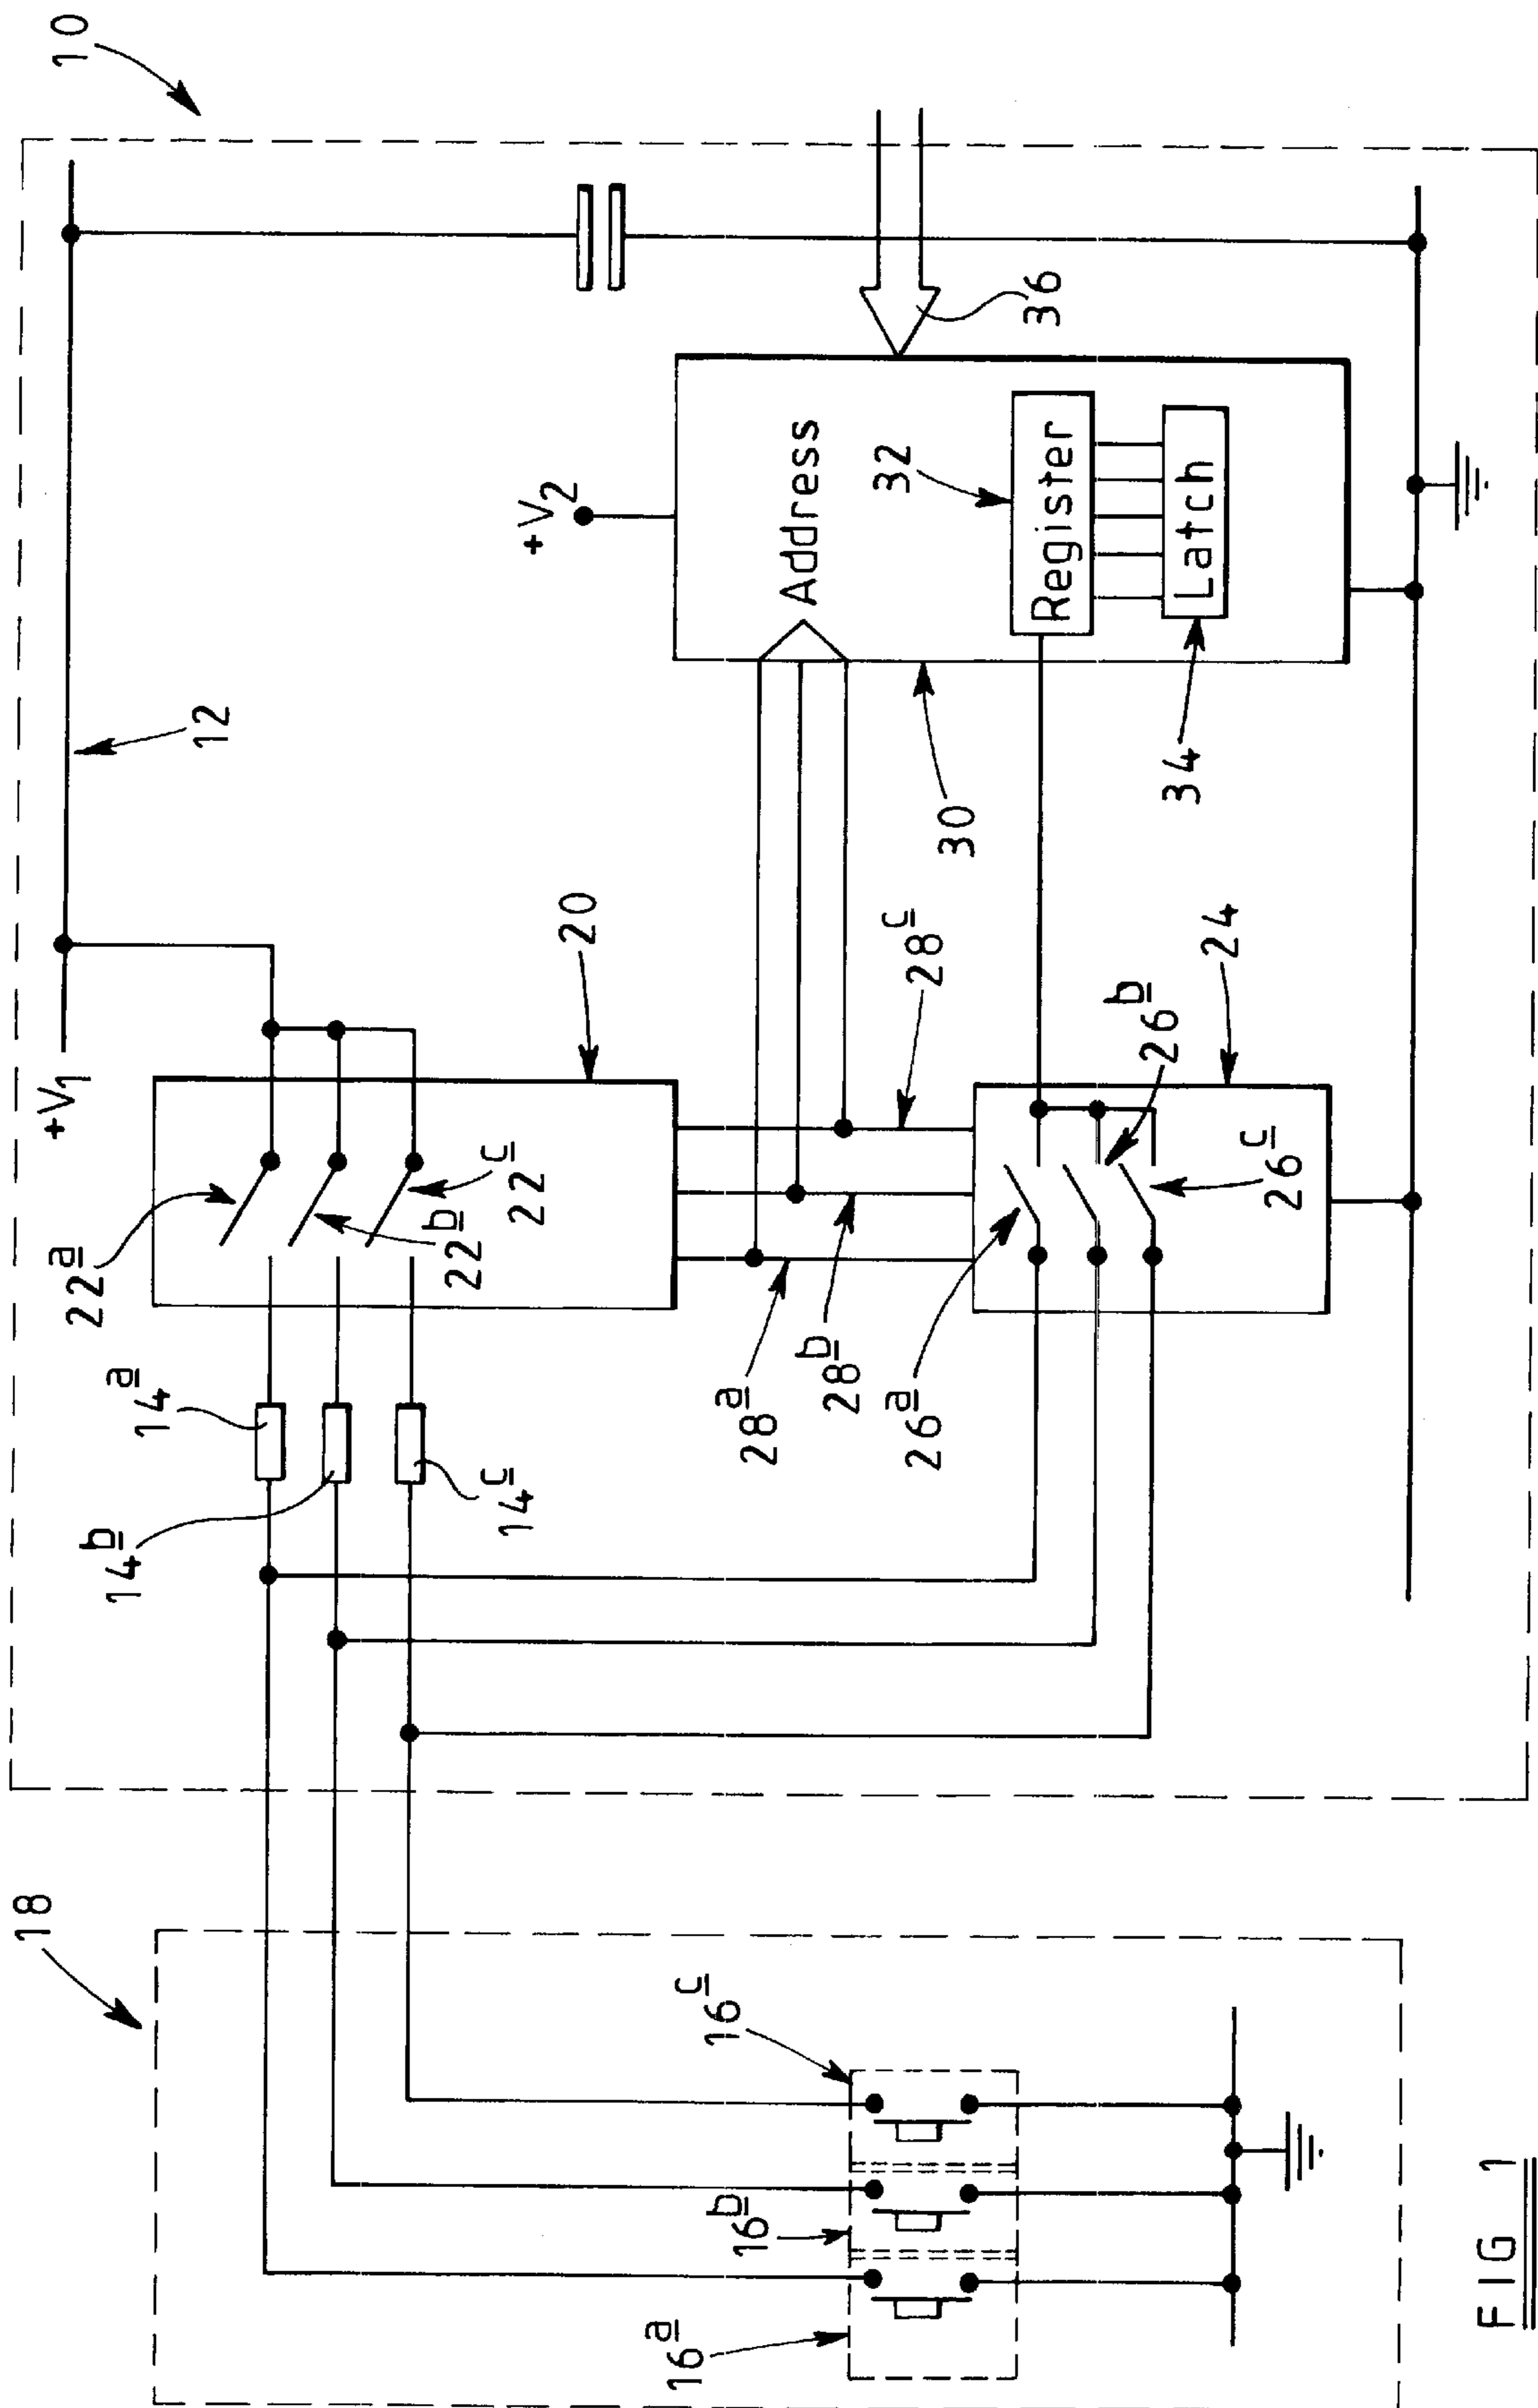 10
12
+V1
+V2
36
Address
32
Register
Latch
34
30
20
22a
22b
22c
14a
14b
14c
28a
28b
28c
24
26a
26b
26c
18
16a
16b
16c
FIG 1